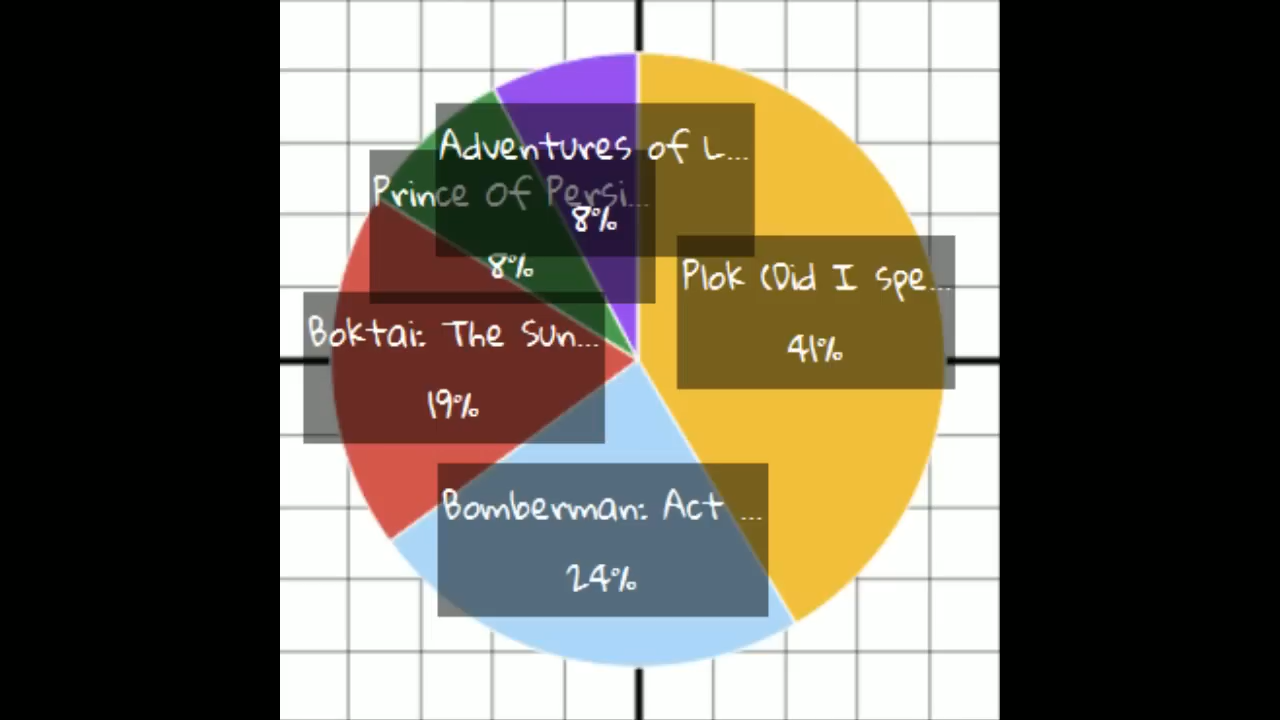 Adventures of L...
8%
Prince of Persi...
8%
Plok (Did I spe...
41%
Boktai: The Sun...
19%
Bomberman: Act ...
24%